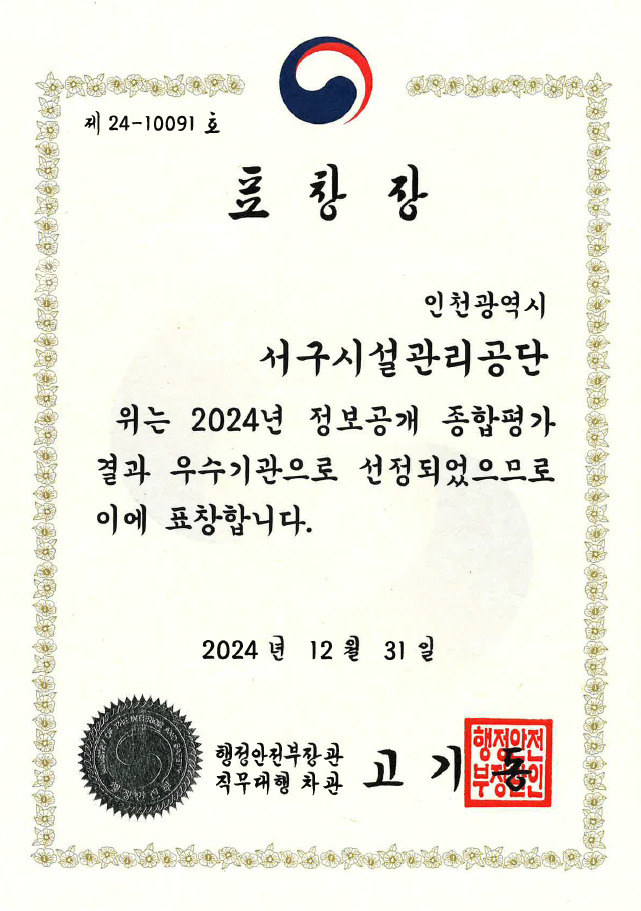 제 24-10091 호
표 창 장
인천광역시
서구시설관리공단
위는 2024년 정보공개 종합평가
결과 우수기관으로 선정되었으므로
이에 표창합니다.
2024 년 12 월 31 일
행정안전부장관
직무대행 차관 고 기 동
행정안전
부장관인